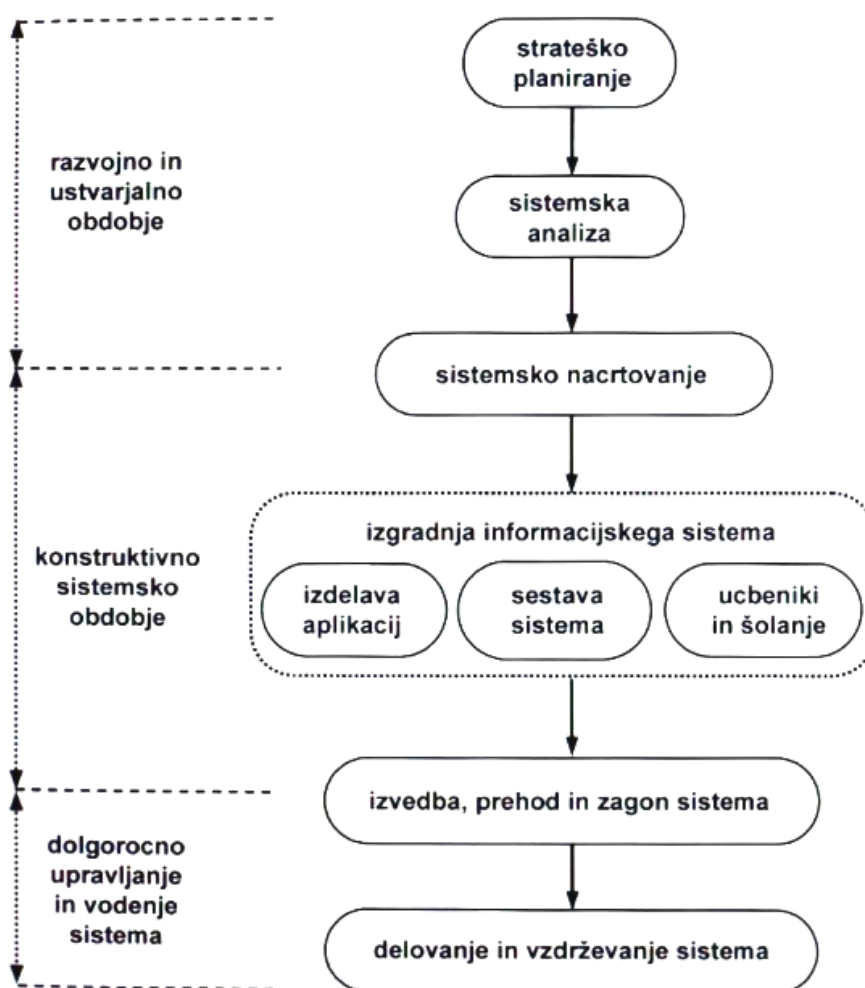 strateško
planiranje
razvojno in
ustvarjalno
obdobje
sistemska
analiza
sistemsko nacrtovanje
konstruktivno
sistemsko
obdobje
izgradnja informacijskega sistema
izdelava
aplikacij
sestava
sistema
ucbeniki
in šolanje
izvedba, prehod in zagon sistema
dolgorocno
upravljanje
in vodenje
sistema
delovanje in vzdrževanje sistema